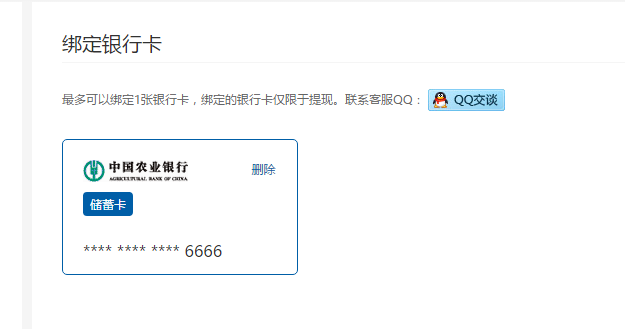 绑定银行卡
最多可以绑定1张银行卡，绑定的银行卡仅限于提现。联系客服QQ： QQ交谈
中国农业银行 删除
AGRICULTURAL BANK OF CHINA
储蓄卡
**** **** **** 6666